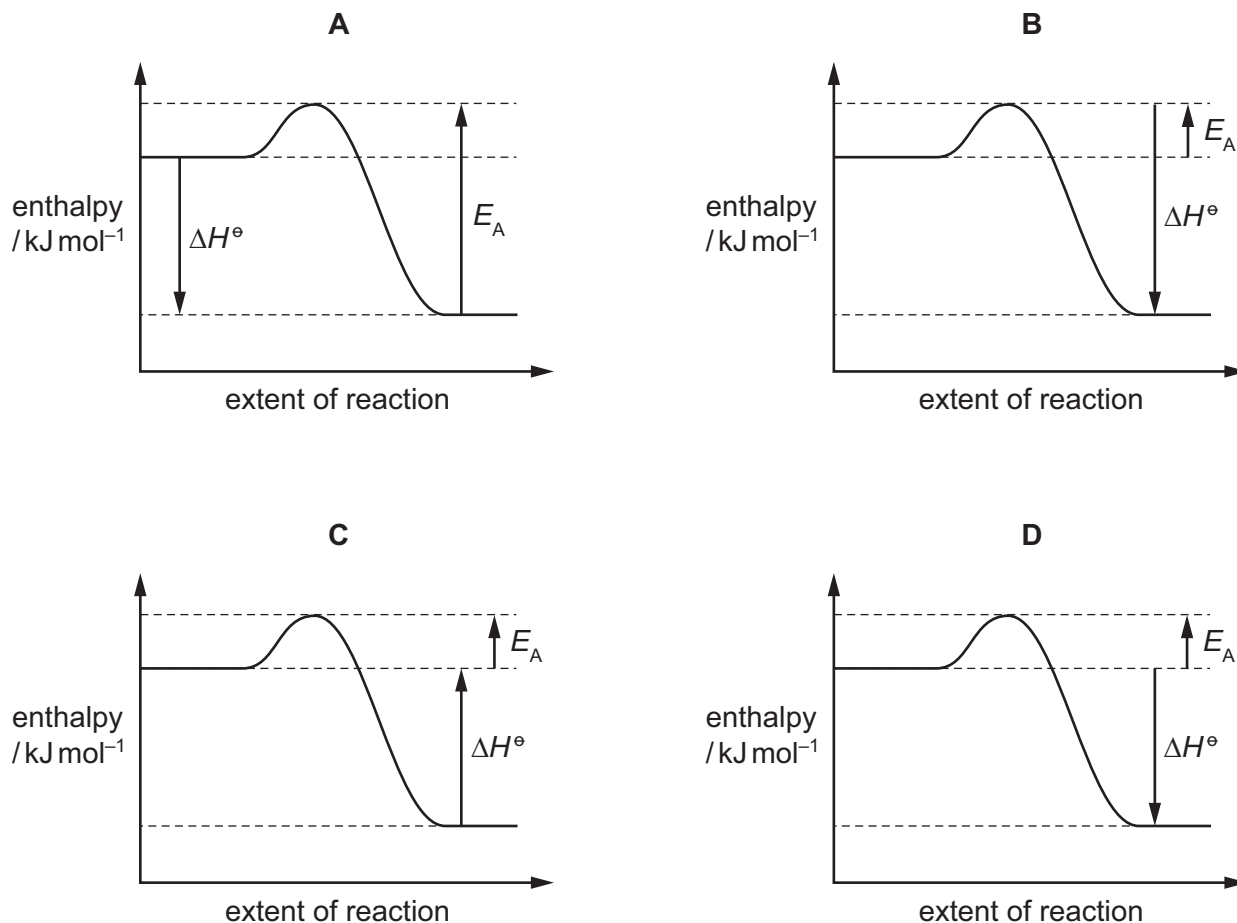 A
enthalpy
/ kJ mol⁻¹
ΔH⦵
E_A
extent of reaction
B
enthalpy
/ kJ mol⁻¹
E_A
ΔH⦵
extent of reaction
C
enthalpy
/ kJ mol⁻¹
E_A
ΔH⦵
extent of reaction
D
enthalpy
/ kJ mol⁻¹
E_A
ΔH⦵
extent of reaction